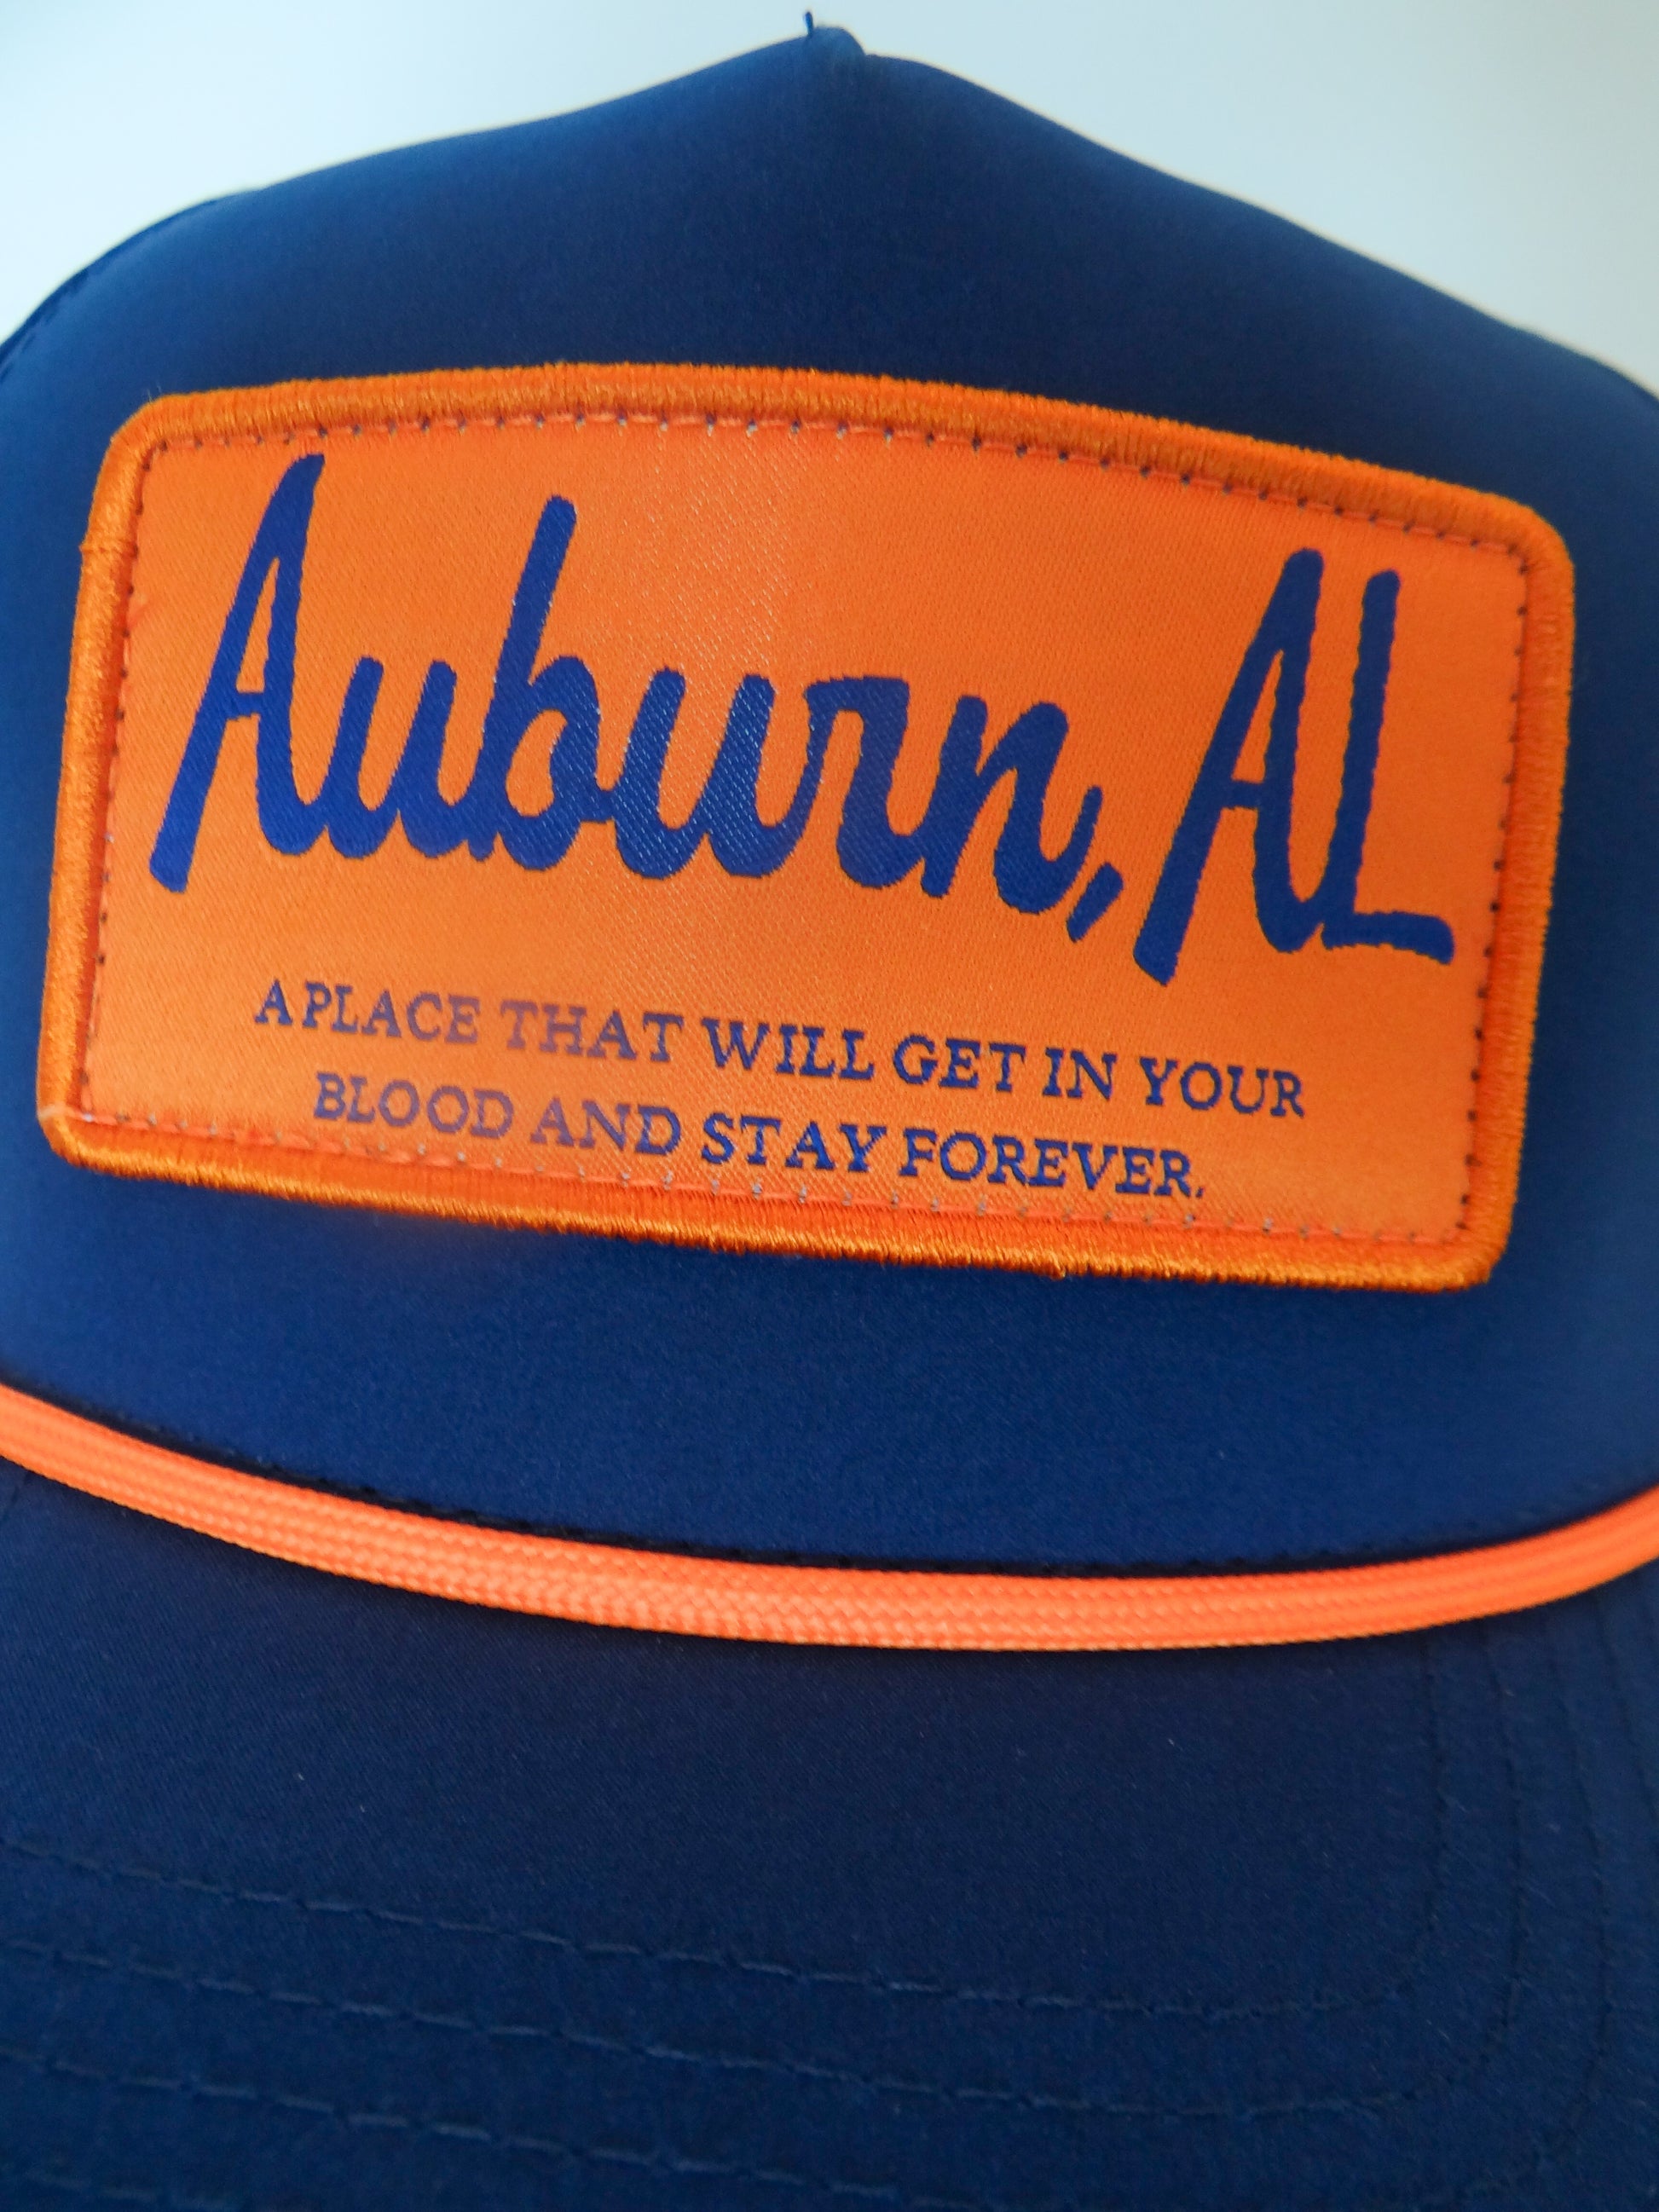 Auburn, AL
A PLACE THAT WILL GET IN YOUR
BLOOD AND STAY FOREVER.